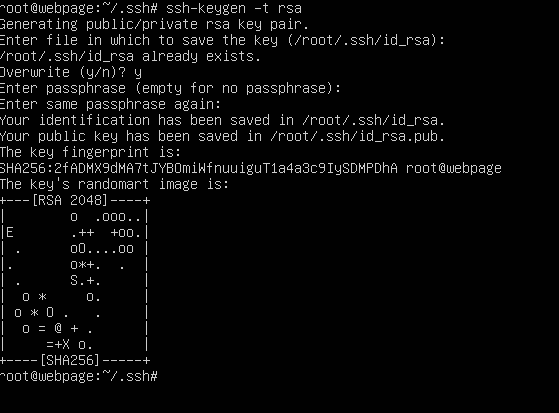 root@webpage:~/.ssh# ssh-keygen -t rsa
Generating public/private rsa key pair.
Enter file in which to save the key (/root/.ssh/id_rsa):
/root/.ssh/id_rsa already exists.
Overwrite (y/n)? y
Enter passphrase (empty for no passphrase):
Enter same passphrase again:
Your identification has been saved in /root/.ssh/id_rsa.
Your public key has been saved in /root/.ssh/id_rsa.pub.
The key fingerprint is:
SHA256:2fADMX9dMA7tJYBOmiWfnuuiguT1a4a3c9IySDMPDhA root@webpage
The key's randomart image is:
+---[RSA 2048]----+
|        o  .ooo..|
|E       .++  +oo.|
| .      oO....oo |
|.       o*+.  .  |
| .      S.+.     |
|  o *     o.     |
| o * O .   .     |
|  o = @ + .      |
|     =+X o.      |
+----[SHA256]-----+
root@webpage:~/.ssh#